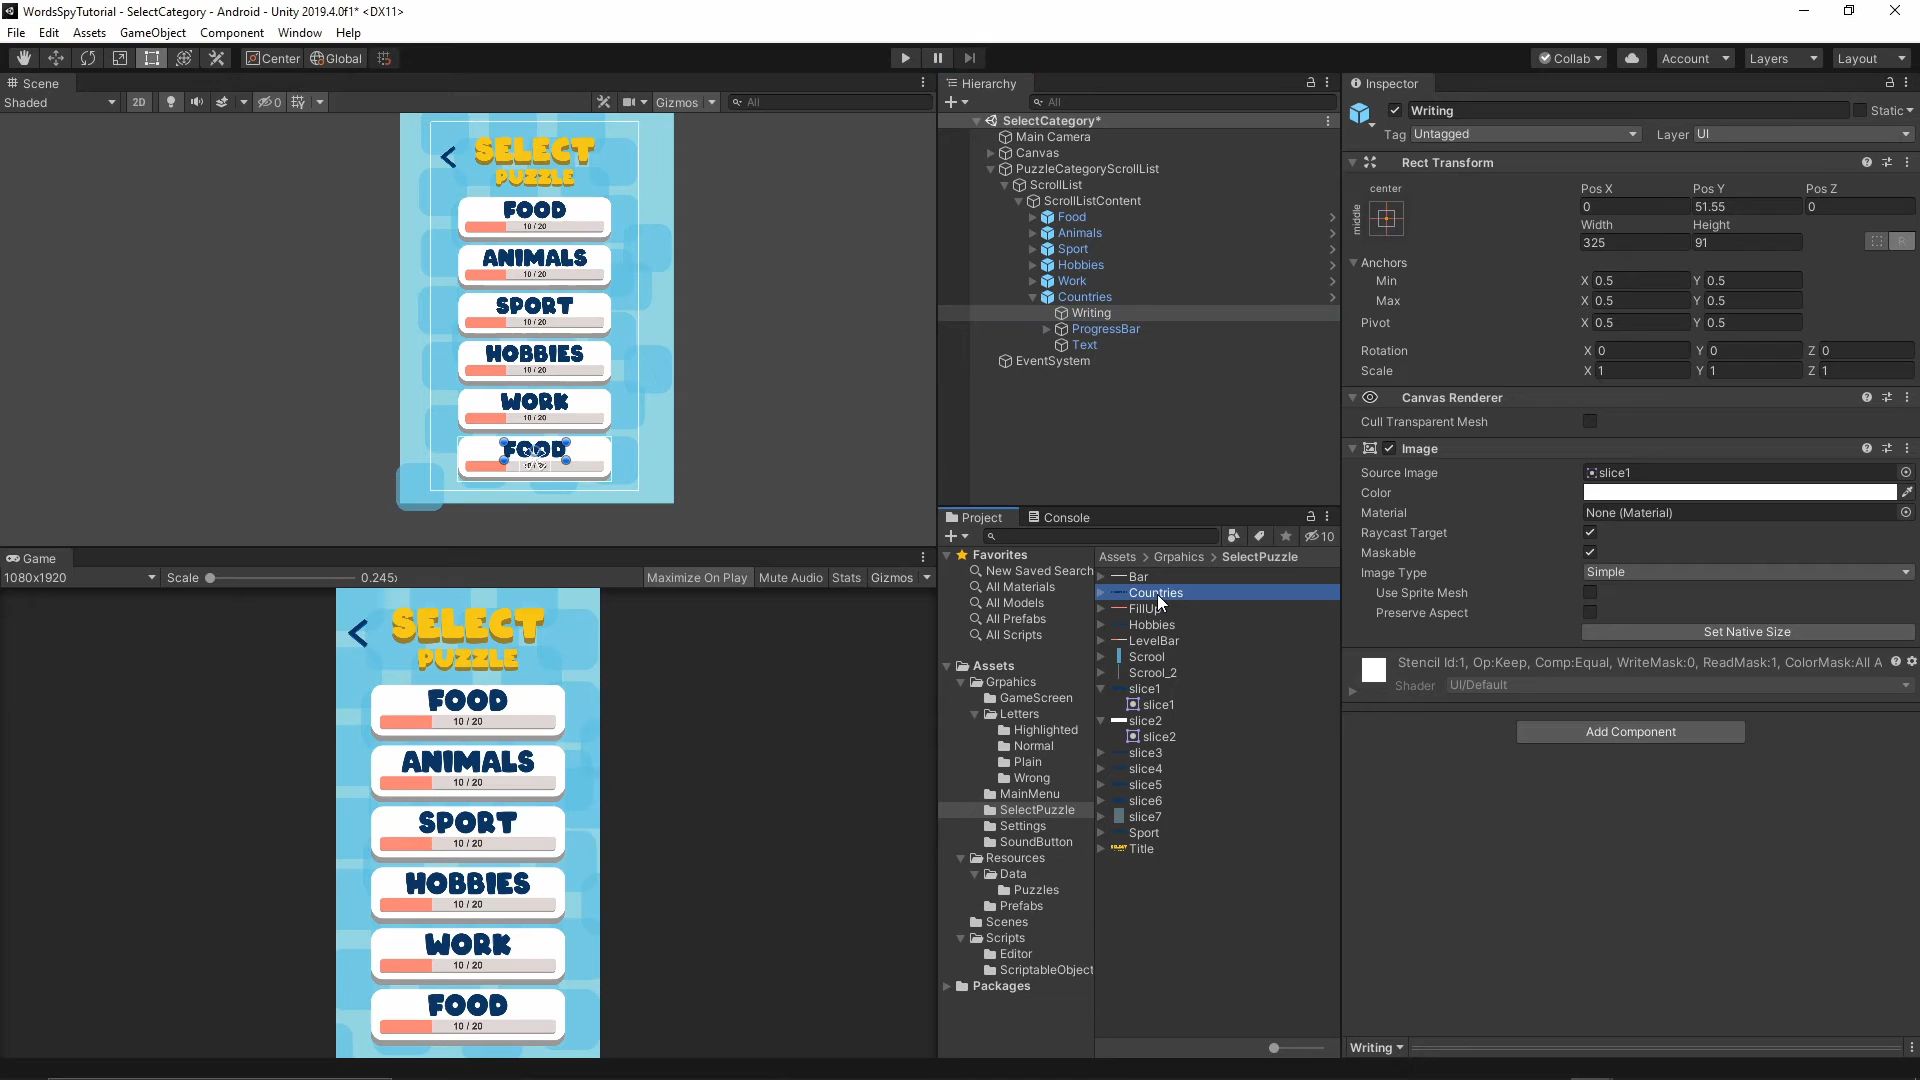 WordsSpyTutorial - SelectCategory - Android - Unity 2019.4.0f1* <DX11>
File Edit Assets GameObject Component Window Help
Center Global
Collab Account Layers Layout
Scene
Shaded 2D 0 Gizmos All
SELECT
PUZZLE
FOOD
10 / 20
ANIMALS
10 / 20
SPORT
10 / 20
HOBBIES
10 / 20
WORK
10 / 20
FOOD
Game
1080x1920 Scale 0.245x Maximize On Play Mute Audio Stats Gizmos
SELECT
PUZZLE
FOOD
10 / 20
ANIMALS
10 / 20
SPORT
10 / 20
HOBBIES
10 / 20
WORK
10 / 20
FOOD
10 / 20
Hierarchy
All
SelectCategory*
Main Camera
Canvas
PuzzleCategoryScrollList
ScrollList
ScrollListContent
Food
Animals
Sport
Hobbies
Work
Countries
Writing
ProgressBar
Text
EventSystem
Project Console
10
Favorites
New Saved Search
All Materials
All Models
All Prefabs
All Scripts
Assets
Grpahics
GameScreen
Letters
Highlighted
Normal
Plain
Wrong
MainMenu
SelectPuzzle
Settings
SoundButton
Resources
Data
Puzzles
Prefabs
Scenes
Scripts
Editor
ScriptableObject
Packages
Assets > Grpahics > SelectPuzzle
Bar
Countries
FillUp
Hobbies
LevelBar
Scrool
Scrool_2
slice1
slice1
slice2
slice2
slice3
slice4
slice5
slice6
slice7
Sport
Title
Inspector
Writing Static
Tag Untagged Layer UI
Rect Transform
center
middle
Pos X Pos Y Pos Z
0 51.55 0
Width Height
325 91
R
Anchors
Min X 0.5 Y 0.5
Max X 0.5 Y 0.5
Pivot X 0.5 Y 0.5
Rotation X 0 Y 0 Z 0
Scale X 1 Y 1 Z 1
Canvas Renderer
Cull Transparent Mesh
Image
Source Image slice1
Color
Material None (Material)
Raycast Target
Maskable
Image Type Simple
Use Sprite Mesh
Preserve Aspect
Set Native Size
Stencil Id:1, Op:Keep, Comp:Equal, WriteMask:0, ReadMask:1, ColorMask:All A
Shader UI/Default
Add Component
Writing